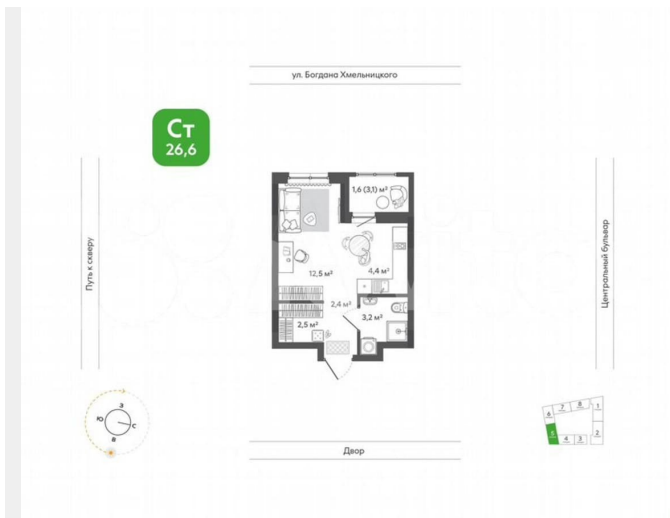 ул. Богдана Хмельницкого
Ст
26,6
1,6 (3,1) м²
12,5 м²
4,4 м²
2,4 м²
2,5 м²
3,2 м²
Путь к скверу
Центральный бульвар
З
Ю
С
В
Двор
6
7
8
1
5
4
3
2